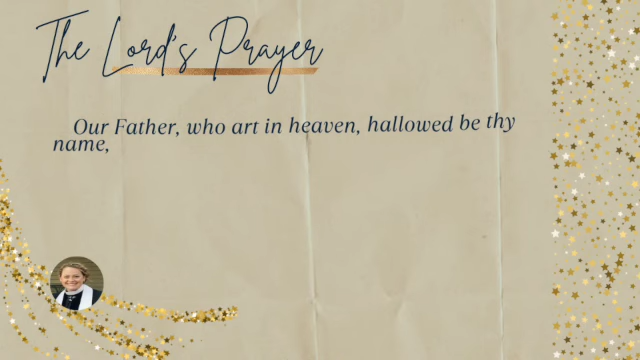 The Lord's Prayer
Our Father, who art in heaven, hallowed be thy
name,